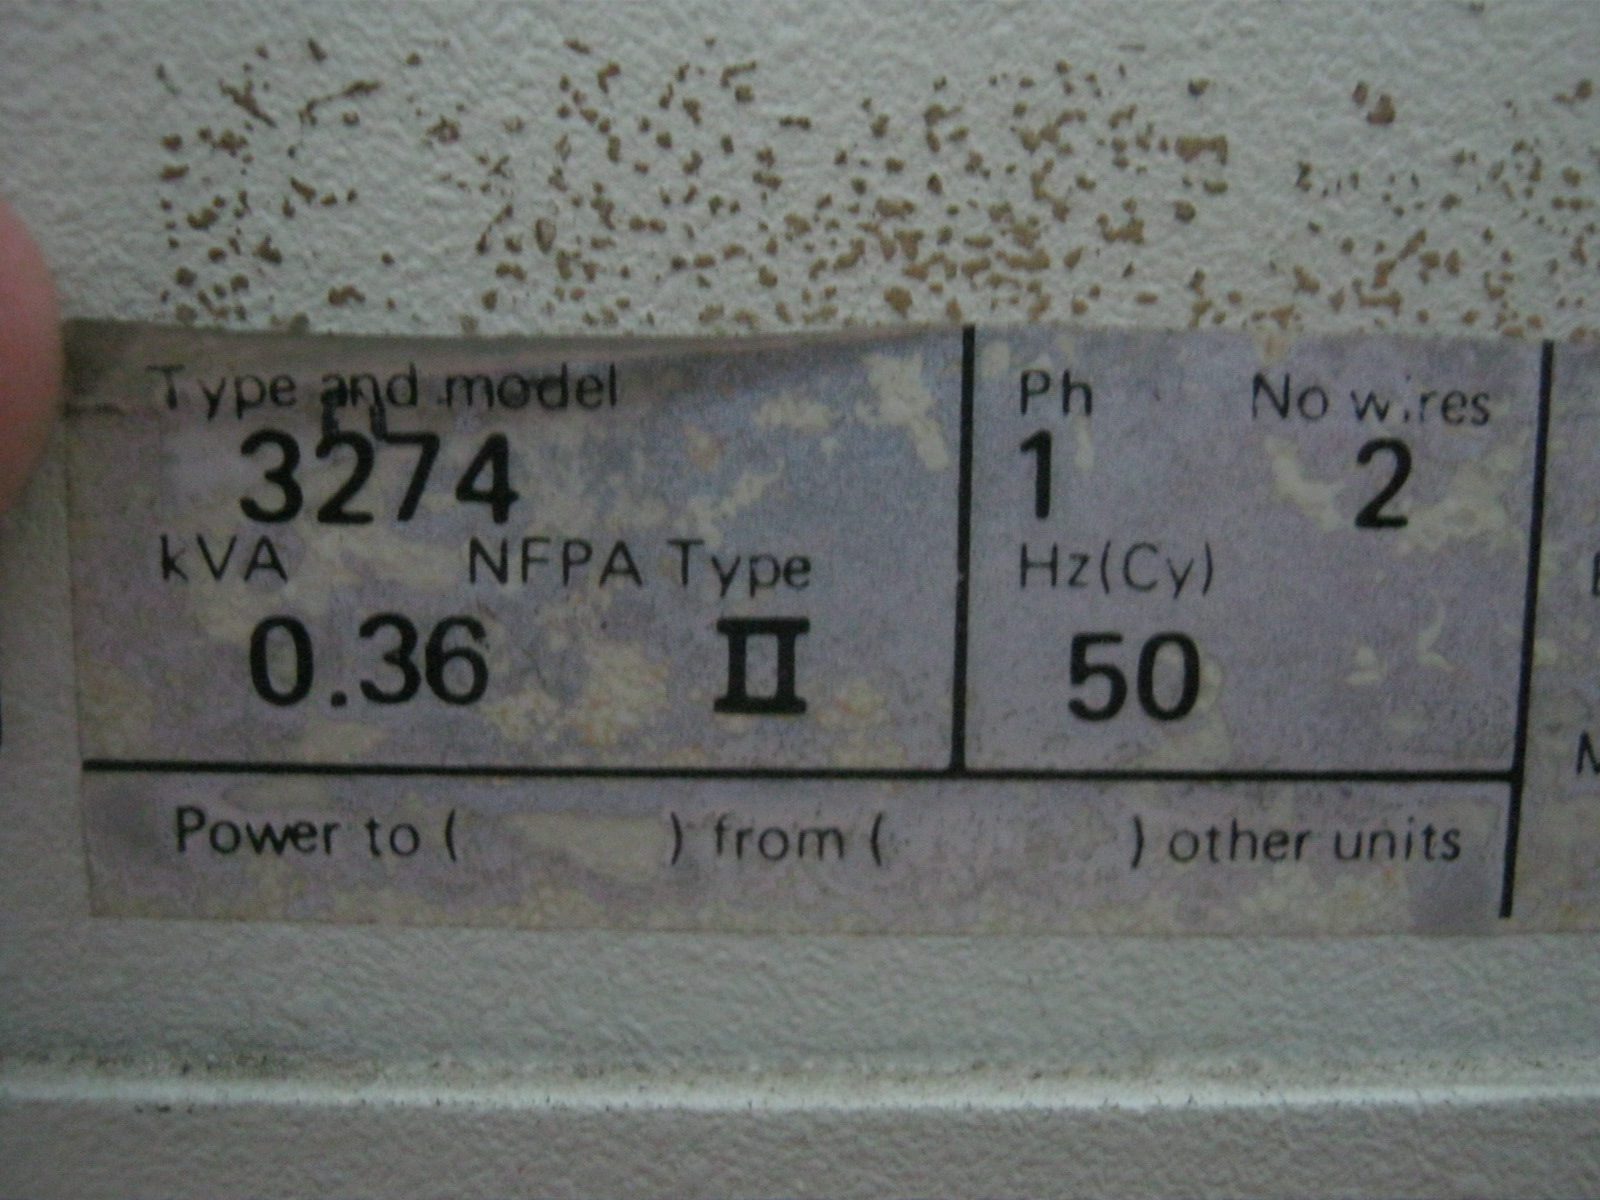 Type and model
3274
kVA NFPA Type
0.36 II
Ph No wires
1 2
Hz(Cy)
50
Power to ( ) from ( ) other units